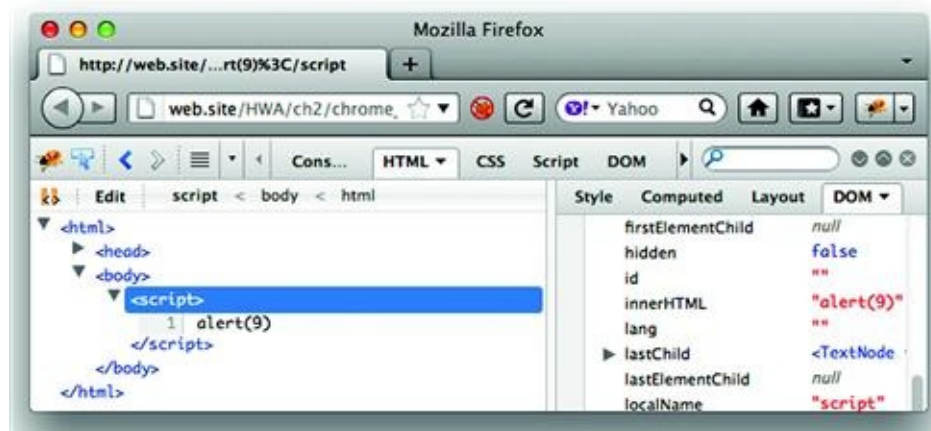 Mozilla Firefox
http://web.site/...rt(9)%3C/script
+
web.site/HWA/ch2/chrome_
Yahoo
Cons... HTML CSS Script DOM
Edit script < body < html
Style Computed Layout DOM
<html>
<head>
<body>
<script>
1 alert(9)
</script>
</body>
</html>
firstElementChild null
hidden false
id ""
innerHTML "alert(9)"
lang ""
lastChild <TextNode
lastElementChild null
localName "script"